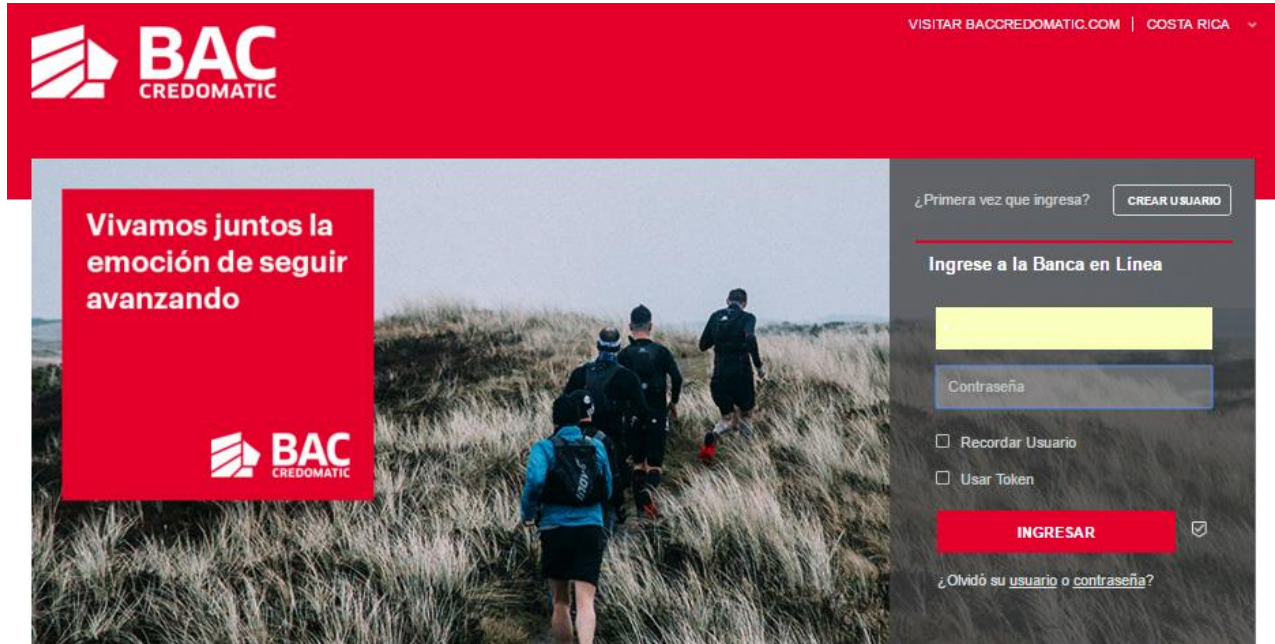 VISITAR BACCREDOMATIC.COM | COSTA RICA
BAC
CREDOMATIC
¿Primera vez que ingresa?
CREAR USUARIO
Vivamos juntos la
emoción de seguir
avanzando
BAC
CREDOMATIC
Ingrese a la Banca en Línea
Contraseña
Recordar Usuario
Usar Token
INGRESAR
¿Olvidó su usuario o contraseña?